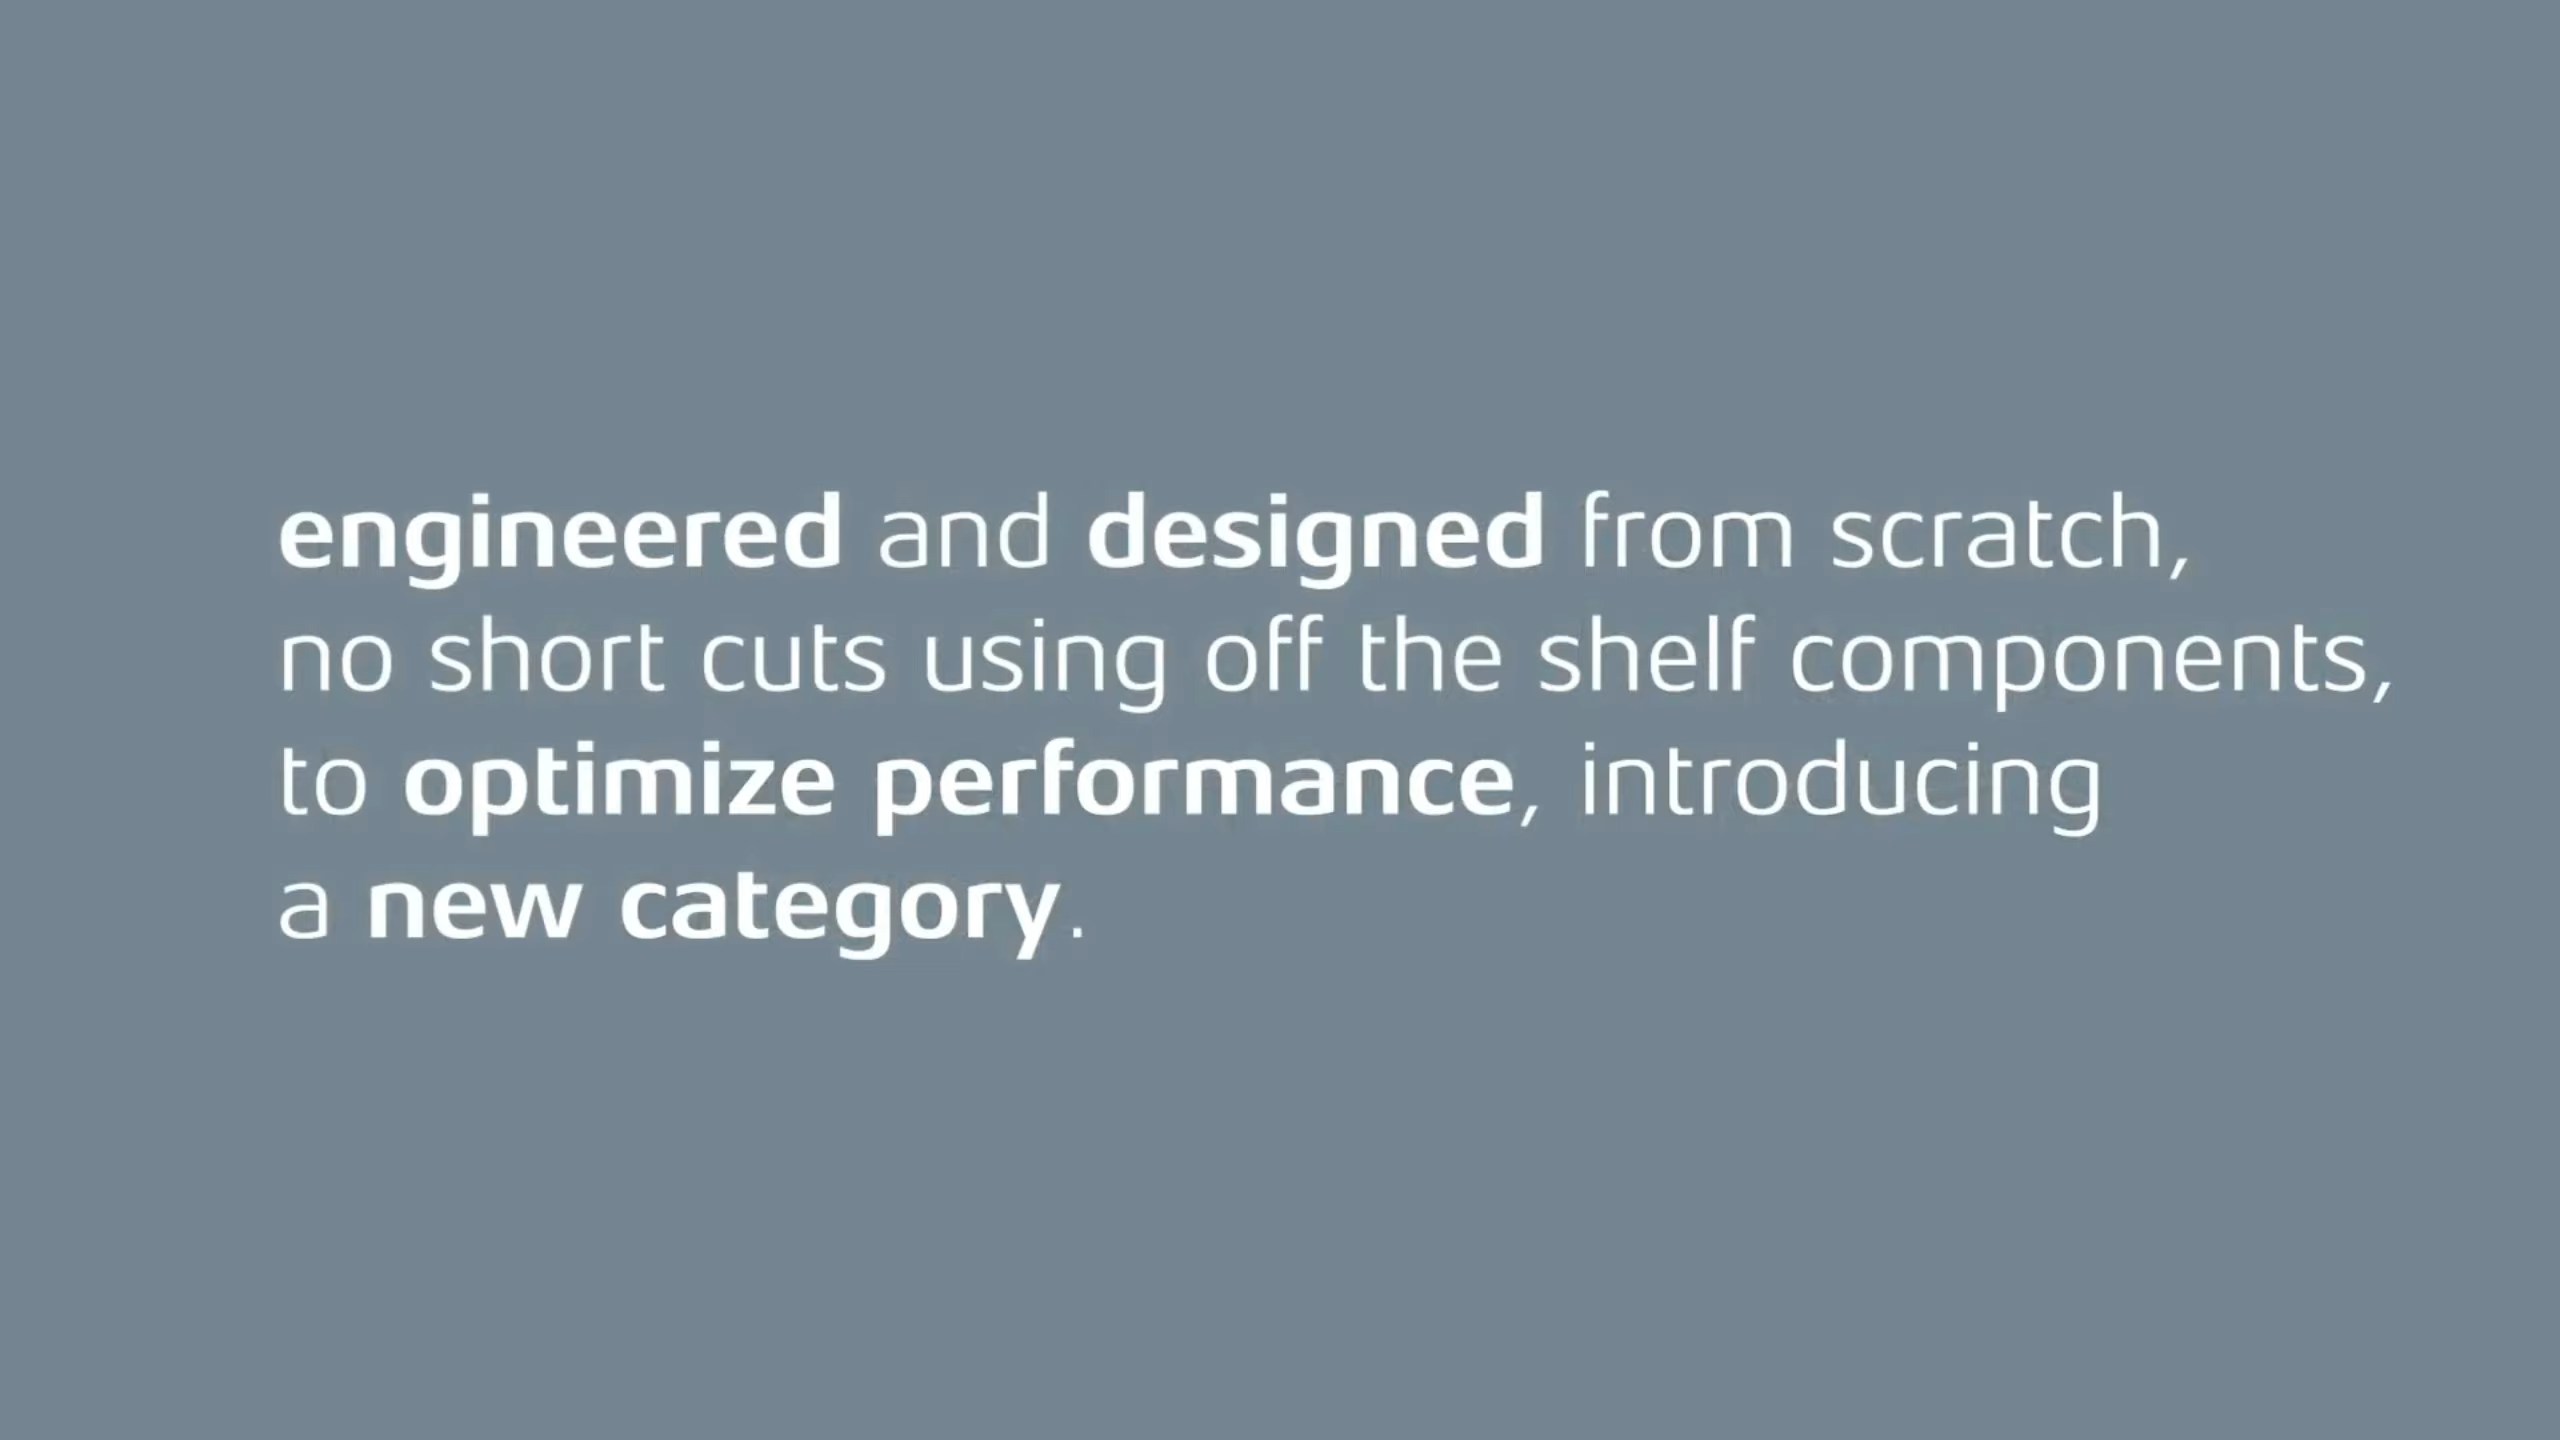 engineered and designed from scratch,
no short cuts using off the shelf components,
to optimize performance, introducing
a new category.